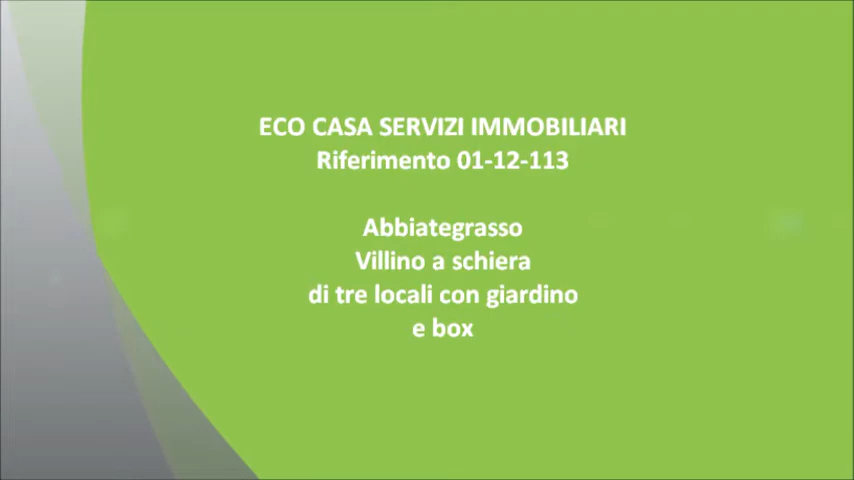 ECO CASA SERVIZI IMMOBILIARI
Riferimento 01-12-113
Abbiategrasso
Villino a schiera
di tre locali con giardino
e box